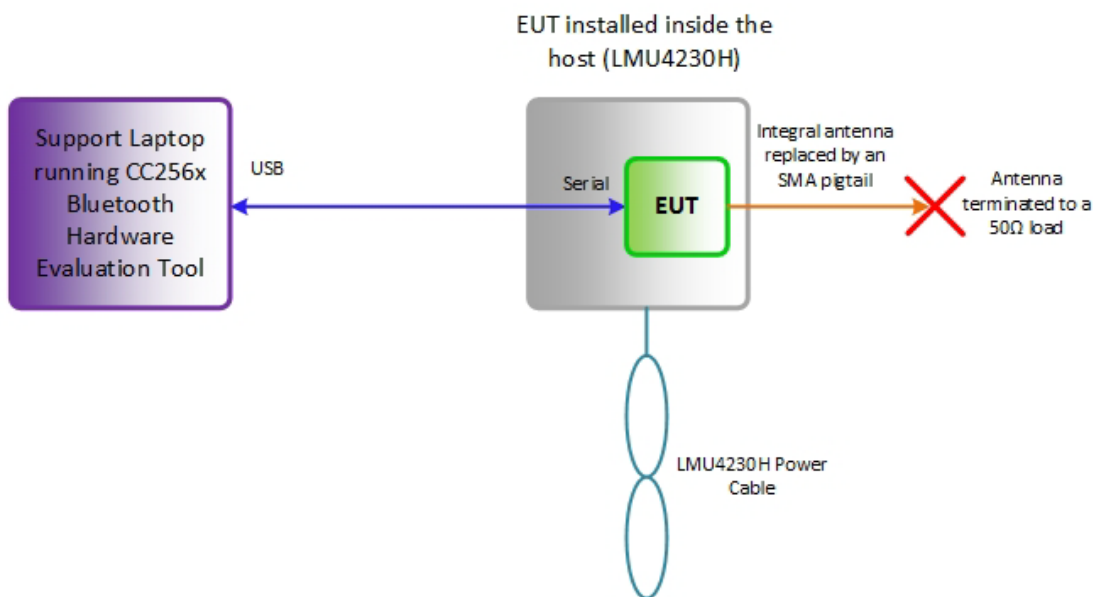 EUT installed inside the
host (LMU4230H)
Support Laptop
running CC256x
Bluetooth
Hardware
Evaluation Tool
USB
Serial
EUT
Integral antenna
replaced by an
SMA pigtail
Antenna
terminated to a
50Ω load
LMU4230H Power
Cable